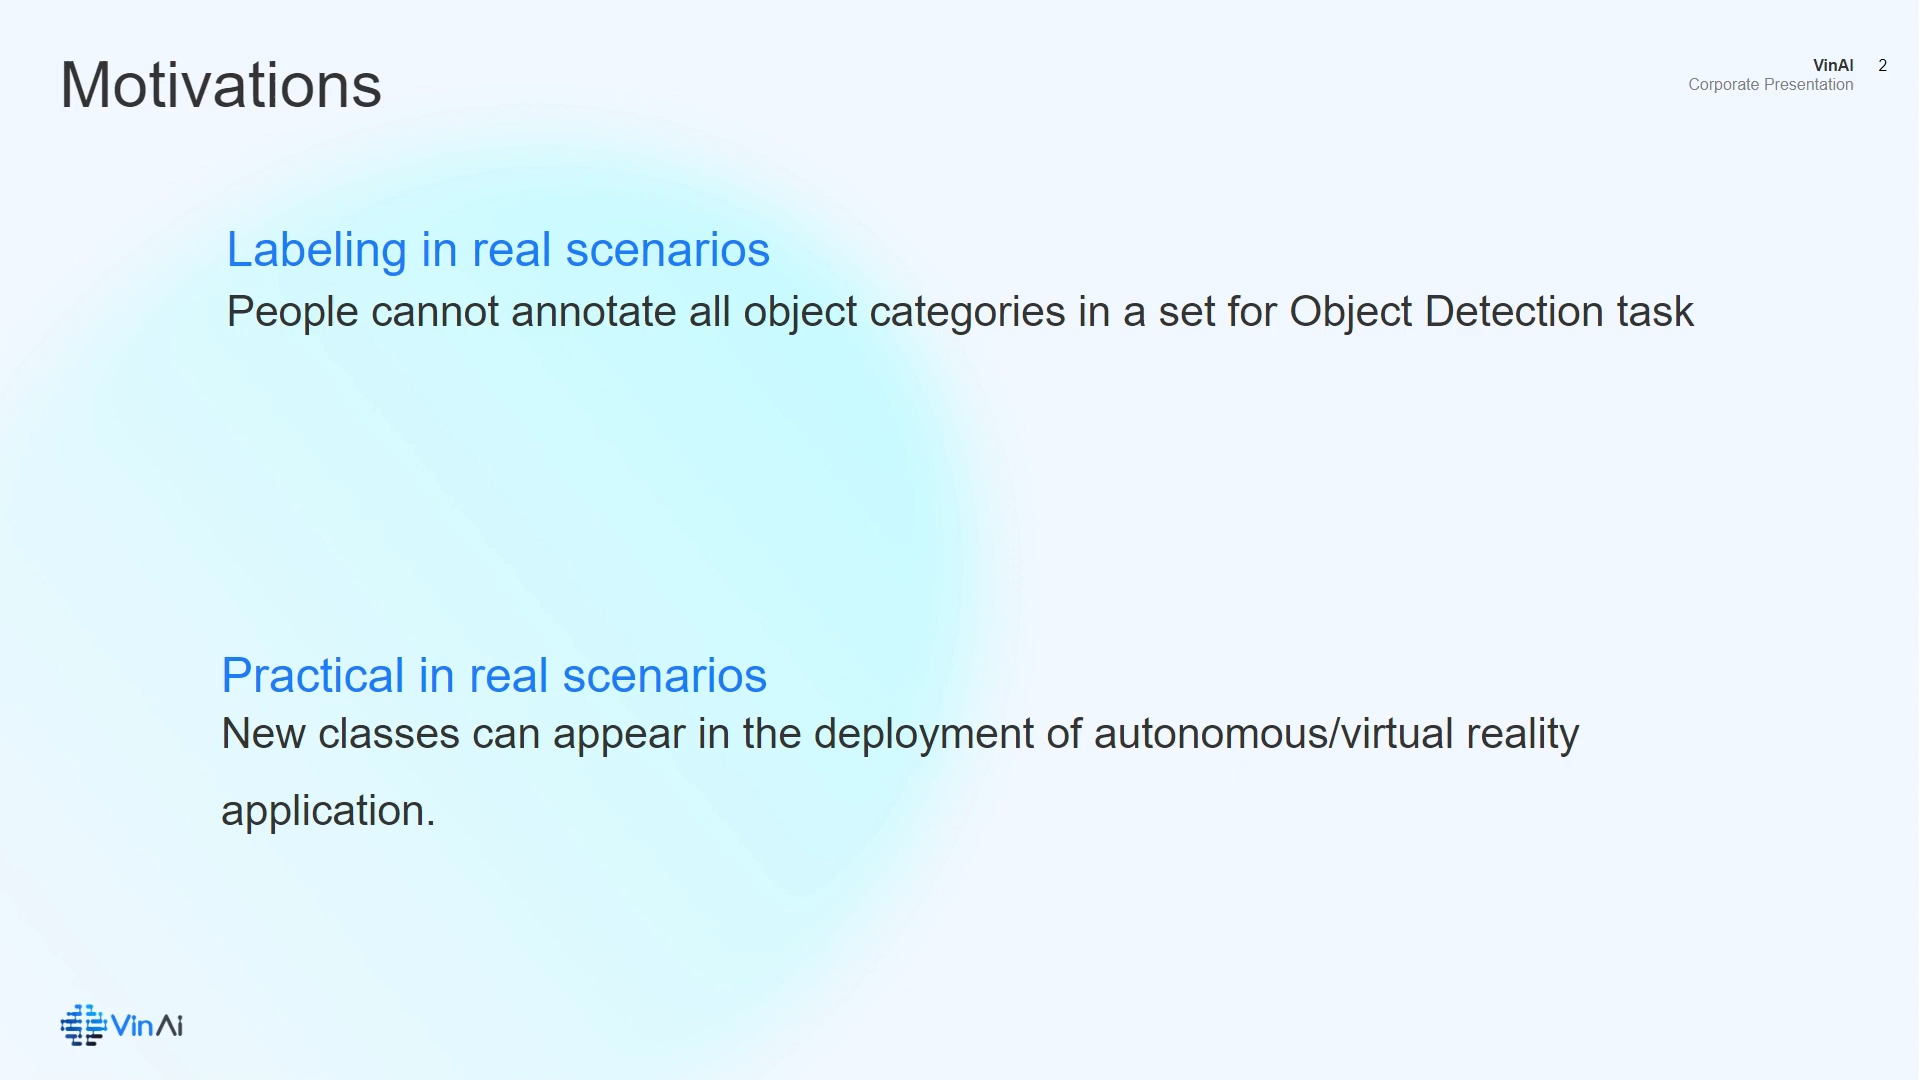 Motivations
VinAI 2
Corporate Presentation
Labeling in real scenarios
People cannot annotate all object categories in a set for Object Detection task
Practical in real scenarios
New classes can appear in the deployment of autonomous/virtual reality
application.
VinAi